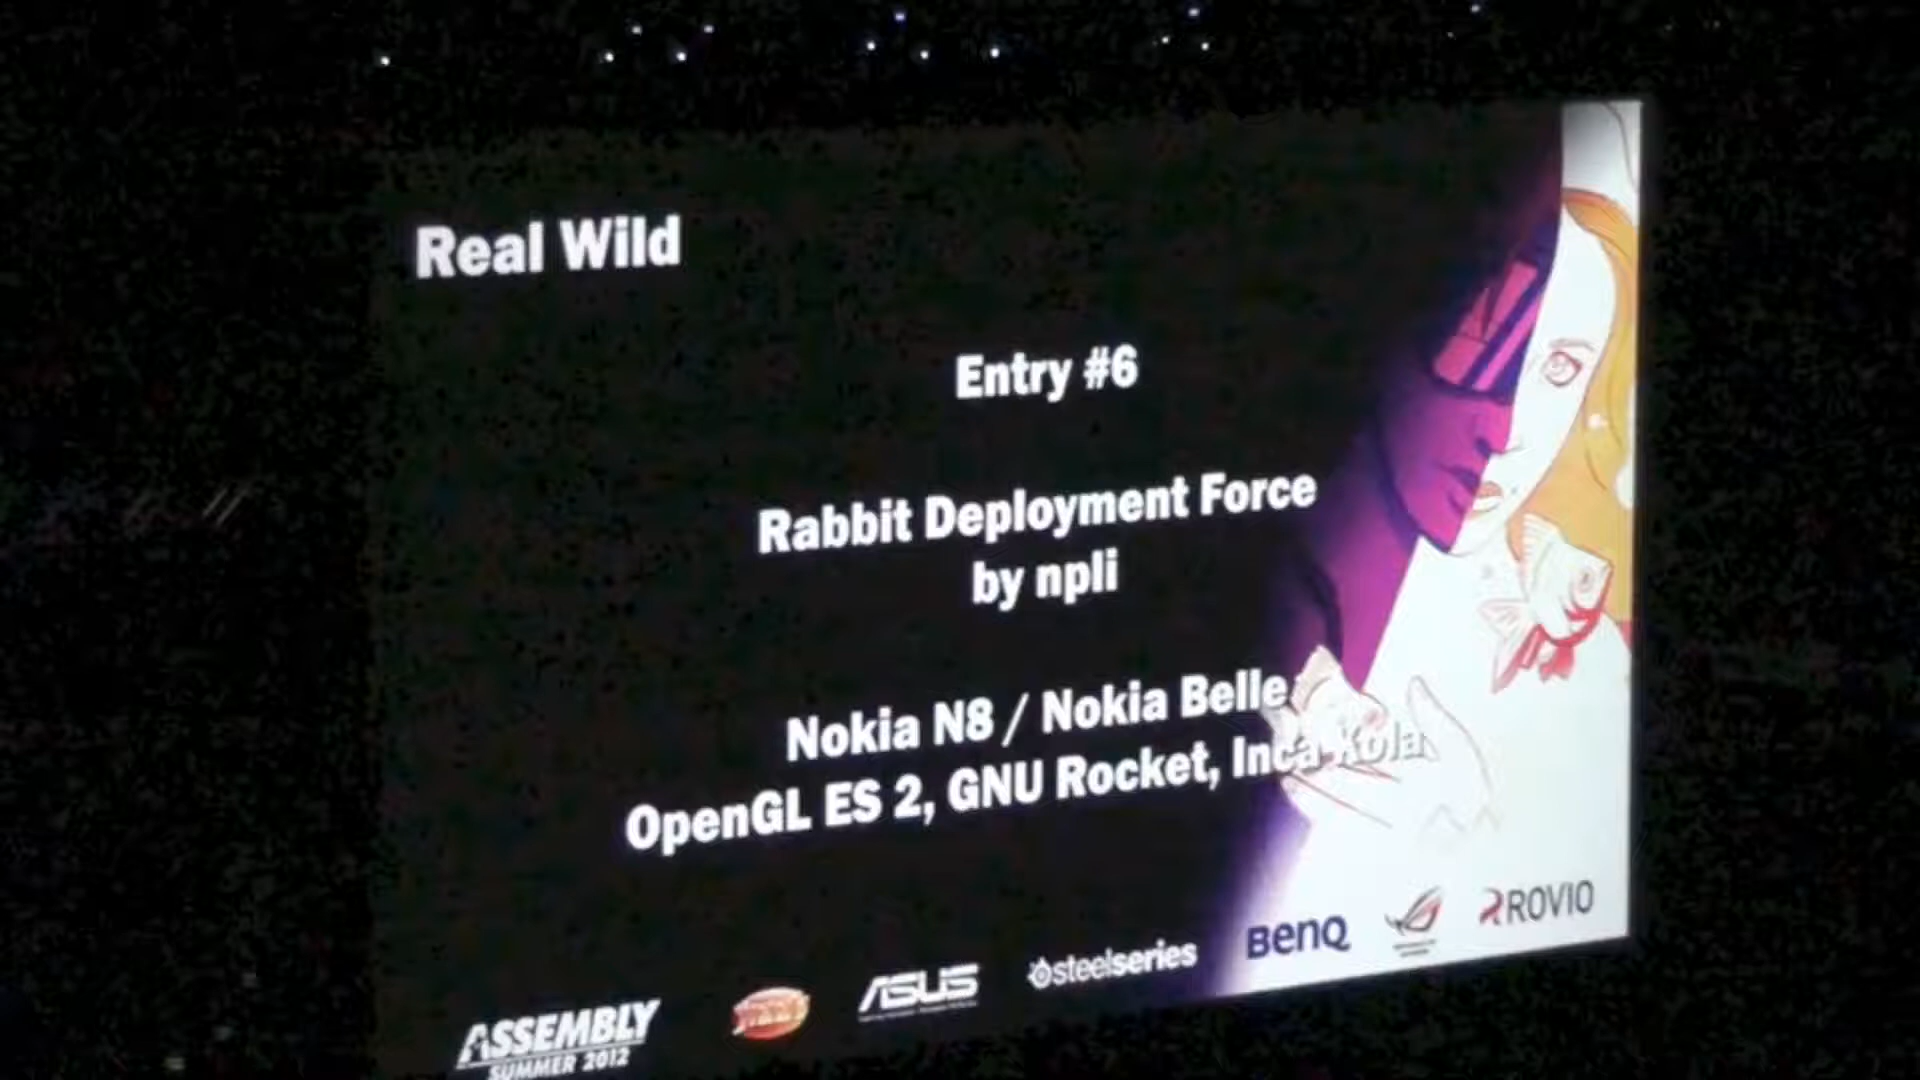 Real Wild
Entry #6
Rabbit Deployment Force
by npli
Nokia N8 / Nokia Belle
OpenGL ES 2, GNU Rocket, Inca Kola
ASSEMBLY
SUMMER 2012
ASUS
steelseries
BenQ
ROVIO